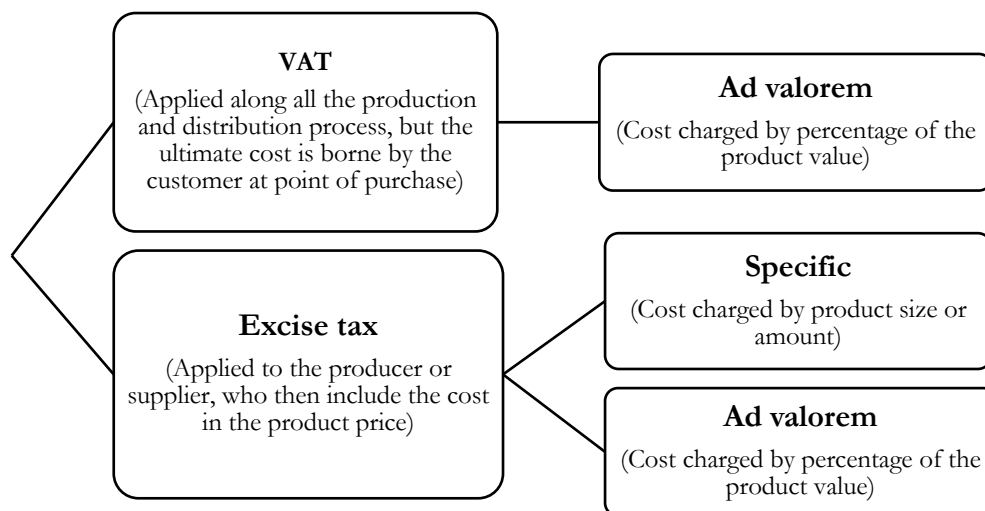 VAT
(Applied along all the production
and distribution process, but the
ultimate cost is borne by the
customer at point of purchase)
Ad valorem
(Cost charged by percentage of the
product value)
Excise tax
(Applied to the producer or
supplier, who then include the cost
in the product price)
Specific
(Cost charged by product size or
amount)
Ad valorem
(Cost charged by percentage of the
product value)